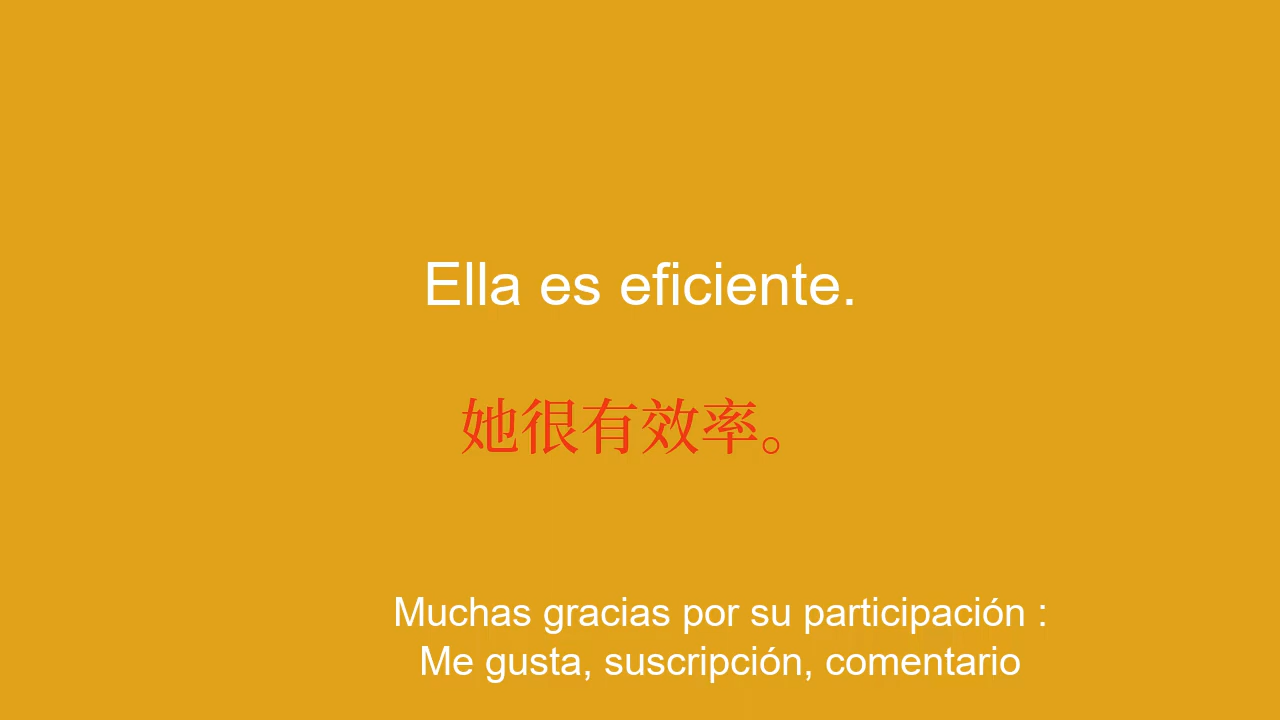 Ella es eficiente.
她很有效率。
Muchas gracias por su participación :
Me gusta, suscripción, comentario